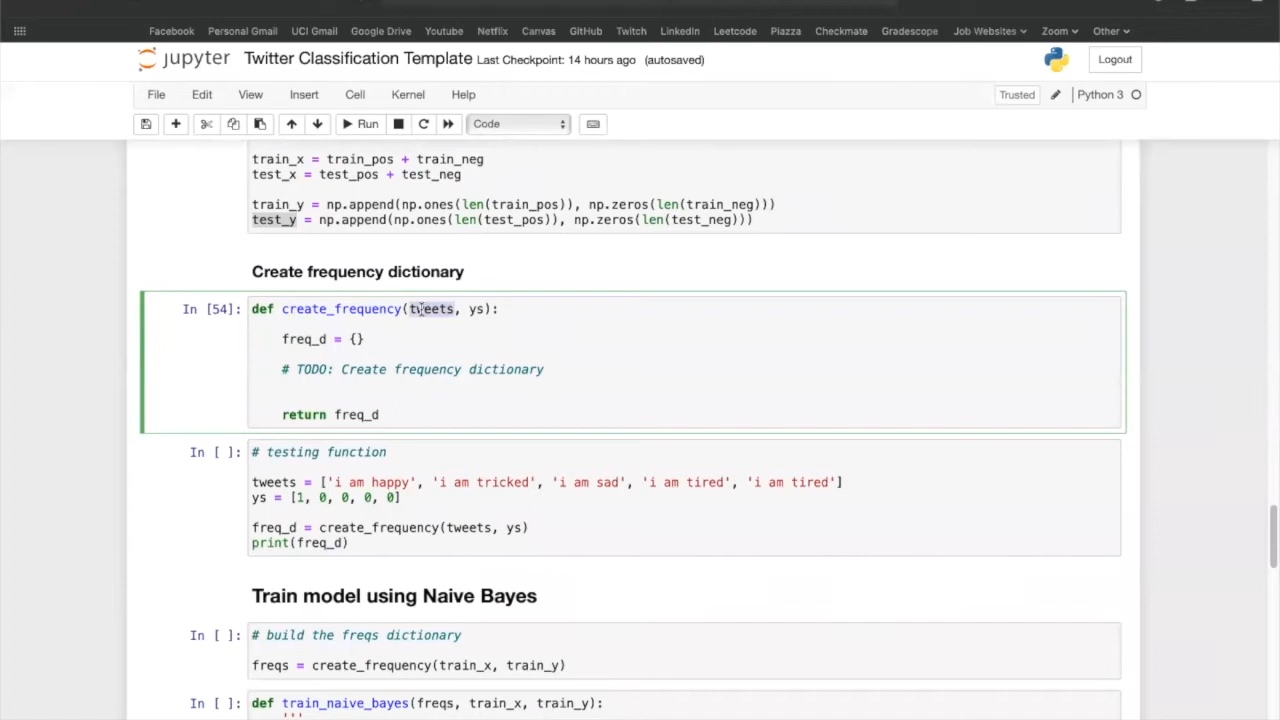 Facebook Personal Gmail UCI Gmail Google Drive Youtube Netflix Canvas GitHub Twitch LinkedIn Leetcode Piazza Checkmate Gradescope Job Websites Zoom Other
jupyter Twitter Classification Template Last Checkpoint: 14 hours ago (autosaved) Logout
File Edit View Insert Cell Kernel Help Trusted Python 3
Run Code
train_x = train_pos + train_neg
test_x = test_pos + test_neg
train_y = np.append(np.ones(len(train_pos)), np.zeros(len(train_neg)))
test_y = np.append(np.ones(len(test_pos)), np.zeros(len(test_neg)))
Create frequency dictionary
In [54]: def create_frequency(tweets, ys):
freq_d = {}
# TODO: Create frequency dictionary
return freq_d
In [ ]: # testing function
tweets = ['i am happy', 'i am tricked', 'i am sad', 'i am tired', 'i am tired']
ys = [1, 0, 0, 0, 0]
freq_d = create_frequency(tweets, ys)
print(freq_d)
Train model using Naive Bayes
In [ ]: # build the freqs dictionary
freqs = create_frequency(train_x, train_y)
In [ ]: def train_naive_bayes(freqs, train_x, train_y):
'''